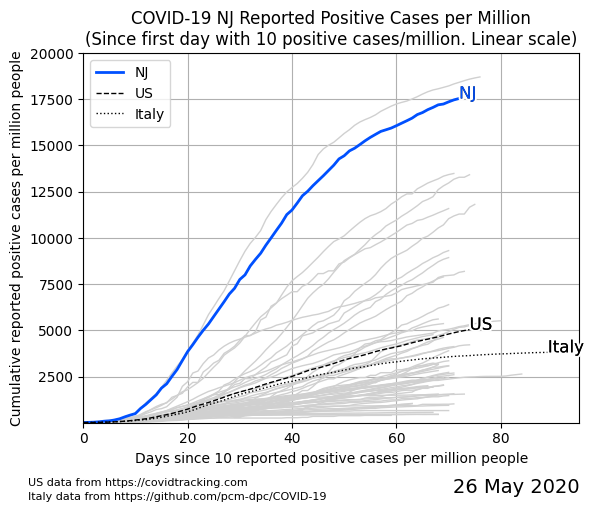 COVID-19 NJ Reported Positive Cases per Million
(Since first day with 10 positive cases/million. Linear scale)
Cumulative reported positive cases per million people
20000
17500
15000
12500
10000
7500
5000
2500
NJ
US
Italy
NJ
US
Italy
0
20
40
60
80
Days since 10 reported positive cases per million people
US data from https://covidtracking.com
Italy data from https://github.com/pcm-dpc/COVID-19
26 May 2020